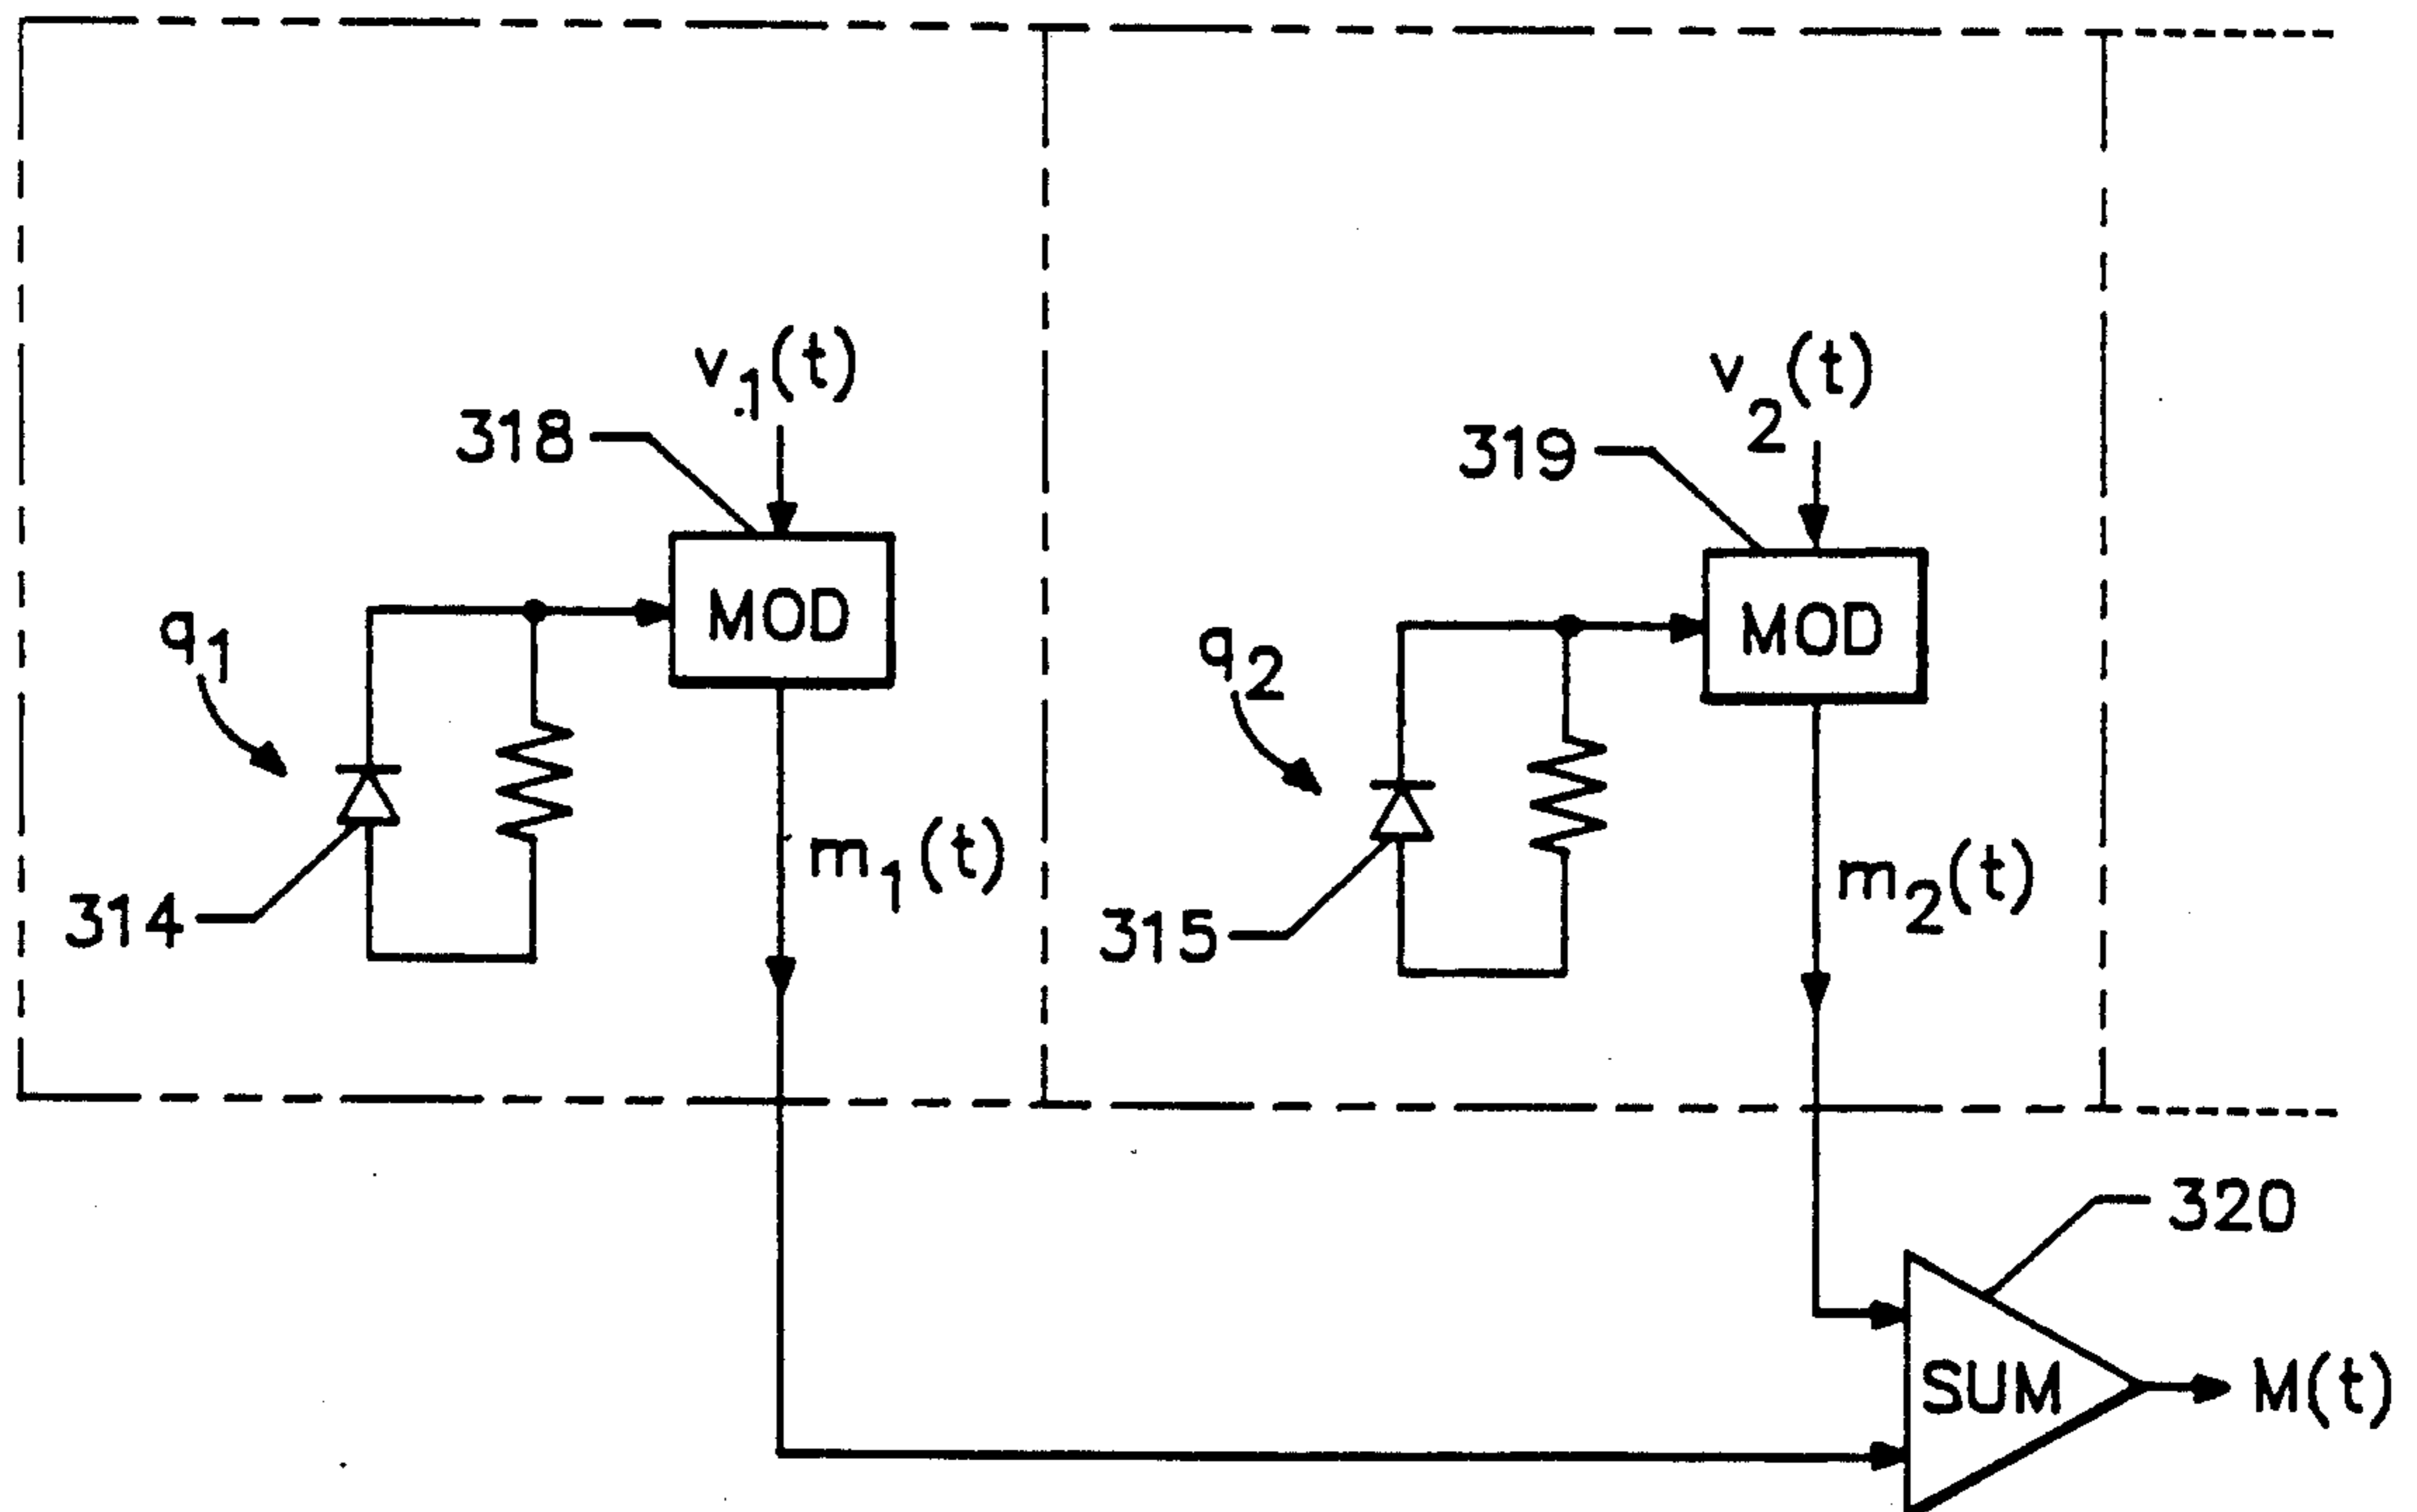 v1(t)
318
MOD
q1
314
m1(t)
v2(t)
319
MOD
q2
315
m2(t)
320
SUM
M(t)